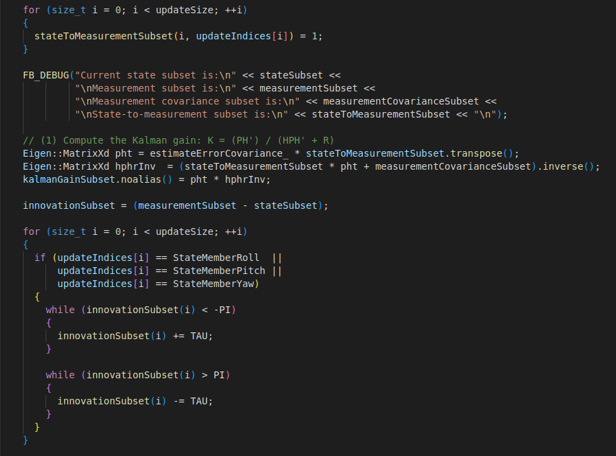 for (size_t i = 0; i < updateSize; ++i)
{
  stateToMeasurementSubset(i, updateIndices[i]) = 1;
}

FB_DEBUG("Current state subset is:\n" << stateSubset <<
         "\nMeasurement subset is:\n" << measurementSubset <<
         "\nMeasurement covariance subset is:\n" << measurementCovarianceSubset <<
         "\nState-to-measurement subset is:\n" << stateToMeasurementSubset << "\n");

// (1) Compute the Kalman gain: K = (PH') / (HPH' + R)
Eigen::MatrixXd pht = estimateErrorCovariance_ * stateToMeasurementSubset.transpose();
Eigen::MatrixXd hphrInv  = (stateToMeasurementSubset * pht + measurementCovarianceSubset).inverse();
kalmanGainSubset.noalias() = pht * hphrInv;

innovationSubset = (measurementSubset - stateSubset);

for (size_t i = 0; i < updateSize; ++i)
{
  if (updateIndices[i] == StateMemberRoll  ||
      updateIndices[i] == StateMemberPitch ||
      updateIndices[i] == StateMemberYaw)
  {
    while (innovationSubset(i) < -PI)
    {
      innovationSubset(i) += TAU;
    }

    while (innovationSubset(i) > PI)
    {
      innovationSubset(i) -= TAU;
    }
  }
}